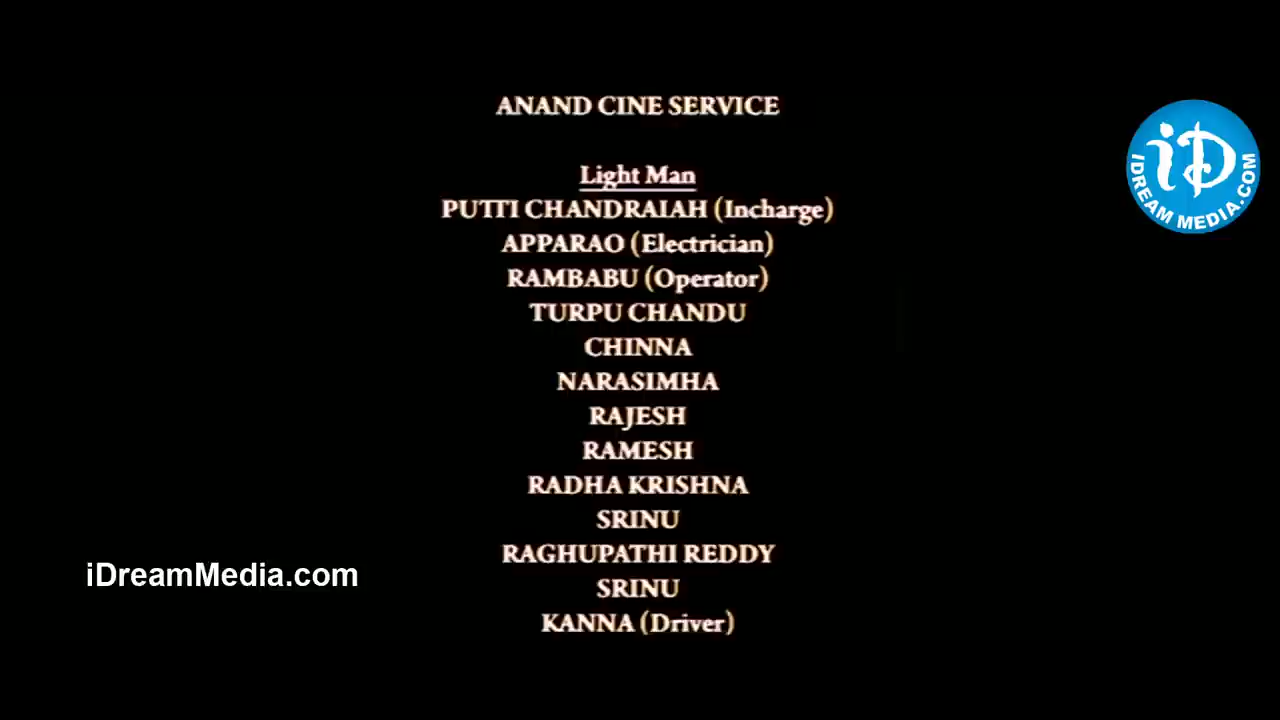 ANAND CINE SERVICE
Light Man
PUTTI CHANDRAIAH (Incharge)
APPARAO (Electrician)
RAMBABU (Operator)
TURPU CHANDU
CHINNA
NARASIMHA
RAJESH
RAMESH
RADHA KRISHNA
SRINU
RAGHUPATHI REDDY
SRINU
KANNA (Driver)
iD
IDREAM MEDIA.COM
iDreamMedia.com